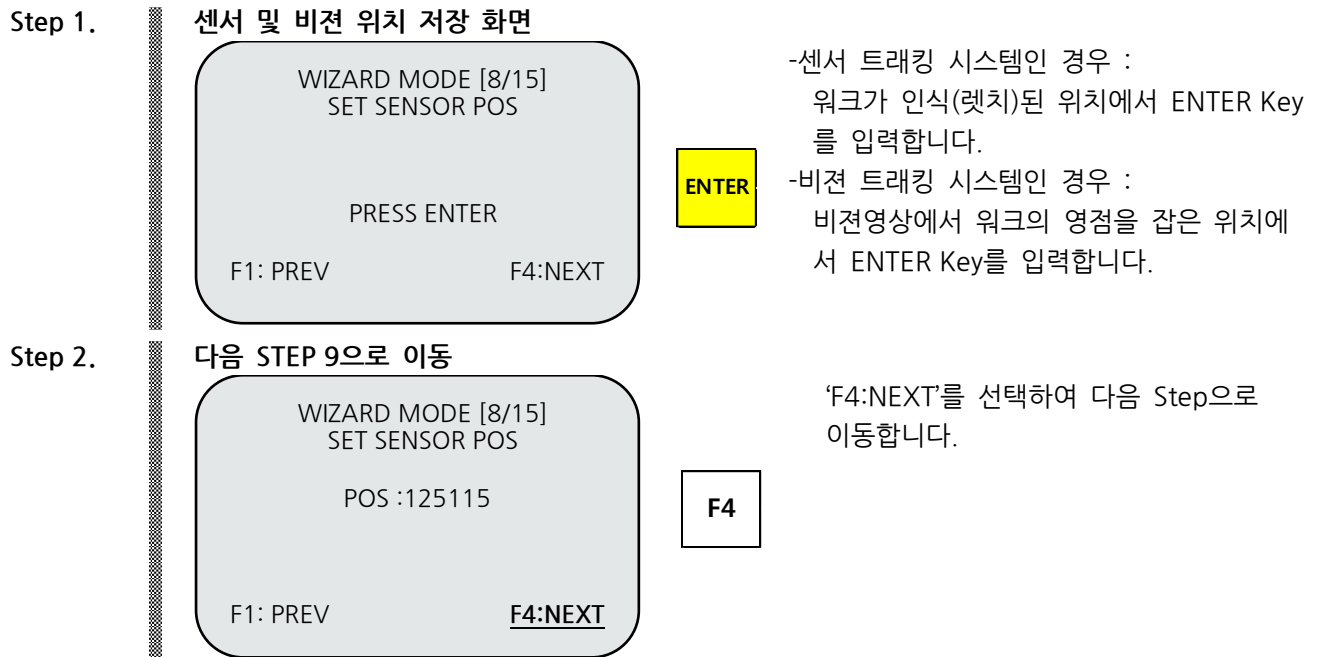 Step 1. 센서 및 비젼 위치 저장 화면
WIZARD MODE [8/15]
SET SENSOR POS
PRESS ENTER
F1: PREV F4:NEXT
ENTER
-센서 트래킹 시스템인 경우 :
워크가 인식(렛치)된 위치에서 ENTER Key
를 입력합니다.
-비젼 트래킹 시스템인 경우 :
비젼영상에서 워크의 영점을 잡은 위치에
서 ENTER Key를 입력합니다.
Step 2. 다음 STEP 9으로 이동
WIZARD MODE [8/15]
SET SENSOR POS
POS :125115
F1: PREV F4:NEXT
F4
‘F4:NEXT’를 선택하여 다음 Step으로
이동합니다.